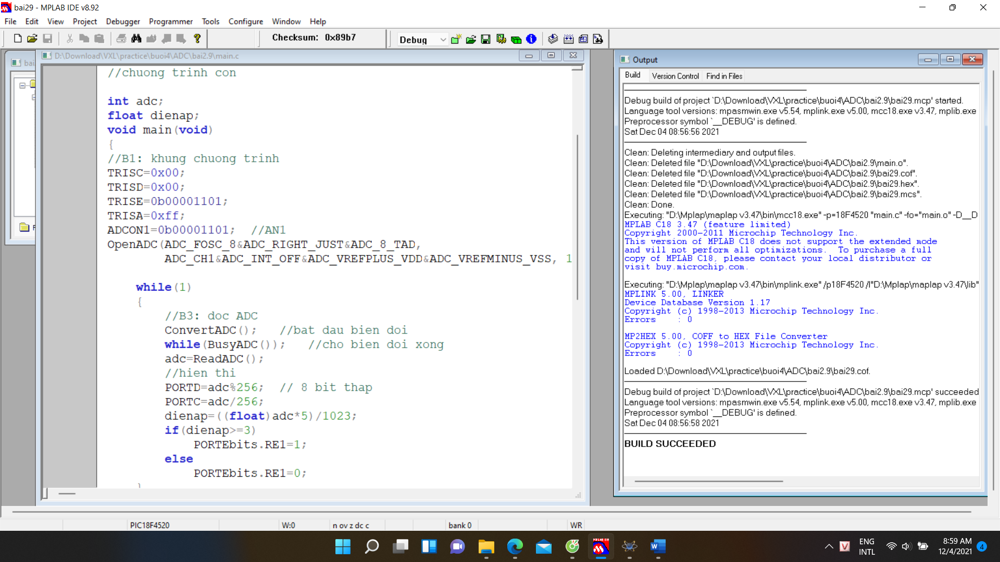 bai29 - MPLAB IDE v8.92
File Edit View Project Debugger Programmer Tools Configure Window Help
Checksum: 0x89b7
Debug
D:\Download\VXL\practice\buoi4\ADC\bai2.9\main.c
//chuong trinh con
int adc;
float dienap;
void main(void)
{
//B1: khung chuong trinh
TRISC=0x00;
TRISD=0x00;
TRISE=0b00001101;
TRISA=0xff;
ADCON1=0b00001101; //AN1
OpenADC(ADC_FOSC_8&ADC_RIGHT_JUST&ADC_8_TAD,
ADC_CH1&ADC_INT_OFF&ADC_VREFPLUS_VDD&ADC_VREFMINUS_VSS, 1
while(1)
{
//B3: doc ADC
ConvertADC(); //bat dau bien doi
while(BusyADC()); //cho bien doi xong
adc=ReadADC();
//hien thi
PORTD=adc%256; // 8 bit thap
PORTC=adc/256;
dienap=((float)adc*5)/1023;
if(dienap>=3)
PORTEbits.RE1=1;
else
PORTEbits.RE1=0;
Output
Build Version Control Find in Files
Debug build of project `D:\Download\VXL\practice\buoi4\ADC\bai2.9\bai29.mcp' started.
Language tool versions: mpasmwin.exe v5.54, mplink.exe v5.00, mcc18.exe v3.47, mplib.exe
Preprocessor symbol `__DEBUG' is defined.
Sat Dec 04 08:56:56 2021
Clean: Deleting intermediary and output files.
Clean: Deleted file "D:\Download\VXL\practice\buoi4\ADC\bai2.9\main.o".
Clean: Deleted file "D:\Download\VXL\practice\buoi4\ADC\bai2.9\bai29.cof".
Clean: Deleted file "D:\Download\VXL\practice\buoi4\ADC\bai2.9\bai29.hex".
Clean: Deleted file "D:\Download\VXL\practice\buoi4\ADC\bai2.9\bai29.mcs".
Clean: Done.
Executing: "D:\Mplap\maplap v3.47\bin\mcc18.exe" -p=18F4520 "main.c" -fo="main.o" -D__D
MPLAB C18 3.47 (feature limited)
Copyright 2000-2011 Microchip Technology Inc.
This version of MPLAB C18 does not support the extended mode
and will not perform all optimizations. To purchase a full
copy of MPLAB C18, please contact your local distributor or
visit buy.microchip.com.
Executing: "D:\Mplap\maplap v3.47\bin\mplink.exe" /p18F4520 /l"D:\Mplap\maplap v3.47\lib"
MPLINK 5.00, LINKER
Device Database Version 1.17
Copyright (c) 1998-2013 Microchip Technology Inc.
Errors : 0
MP2HEX 5.00, COFF to HEX File Converter
Copyright (c) 1998-2013 Microchip Technology Inc.
Errors : 0
Loaded D:\Download\VXL\practice\buoi4\ADC\bai2.9\bai29.cof.
Debug build of project `D:\Download\VXL\practice\buoi4\ADC\bai2.9\bai29.mcp' succeeded
Language tool versions: mpasmwin.exe v5.54, mplink.exe v5.00, mcc18.exe v3.47, mplib.exe
Preprocessor symbol `__DEBUG' is defined.
Sat Dec 04 08:56:58 2021
BUILD SUCCEEDED
PIC18F4520 W:0 n ov z dc c bank 0 WR
ENG
INTL
8:59 AM
12/4/2021
4